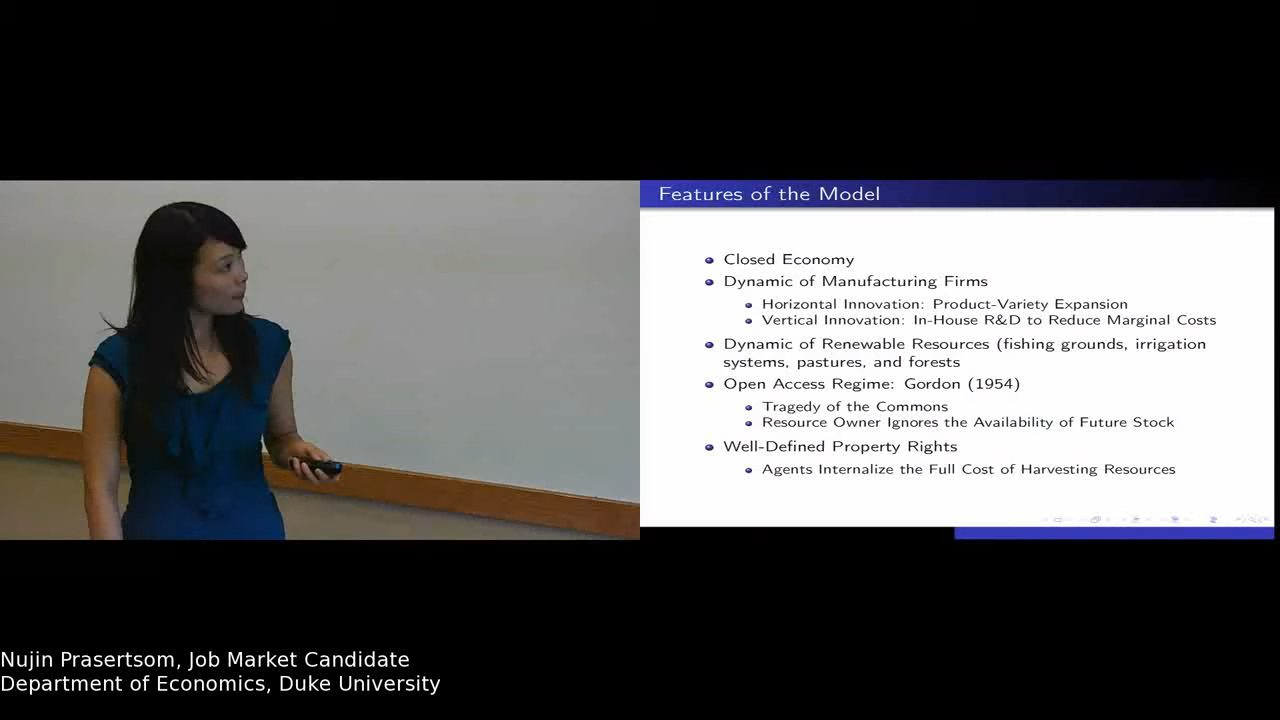 Features of the Model
Closed Economy
Dynamic of Manufacturing Firms
Horizontal Innovation: Product-Variety Expansion
Vertical Innovation: In-House R&D to Reduce Marginal Costs
Dynamic of Renewable Resources (fishing grounds, irrigation
systems, pastures, and forests
Open Access Regime: Gordon (1954)
Tragedy of the Commons
Resource Owner Ignores the Availability of Future Stock
Well-Defined Property Rights
Agents Internalize the Full Cost of Harvesting Resources
Nujin Prasertsom, Job Market Candidate
Department of Economics, Duke University